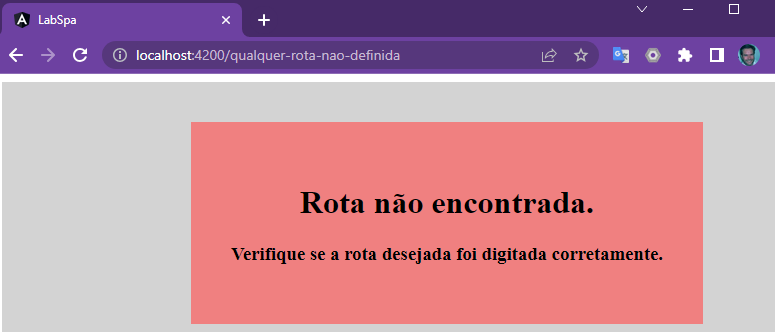 LabSpa
localhost:4200/qualquer-rota-nao-definida
Rota não encontrada.
Verifique se a rota desejada foi digitada corretamente.